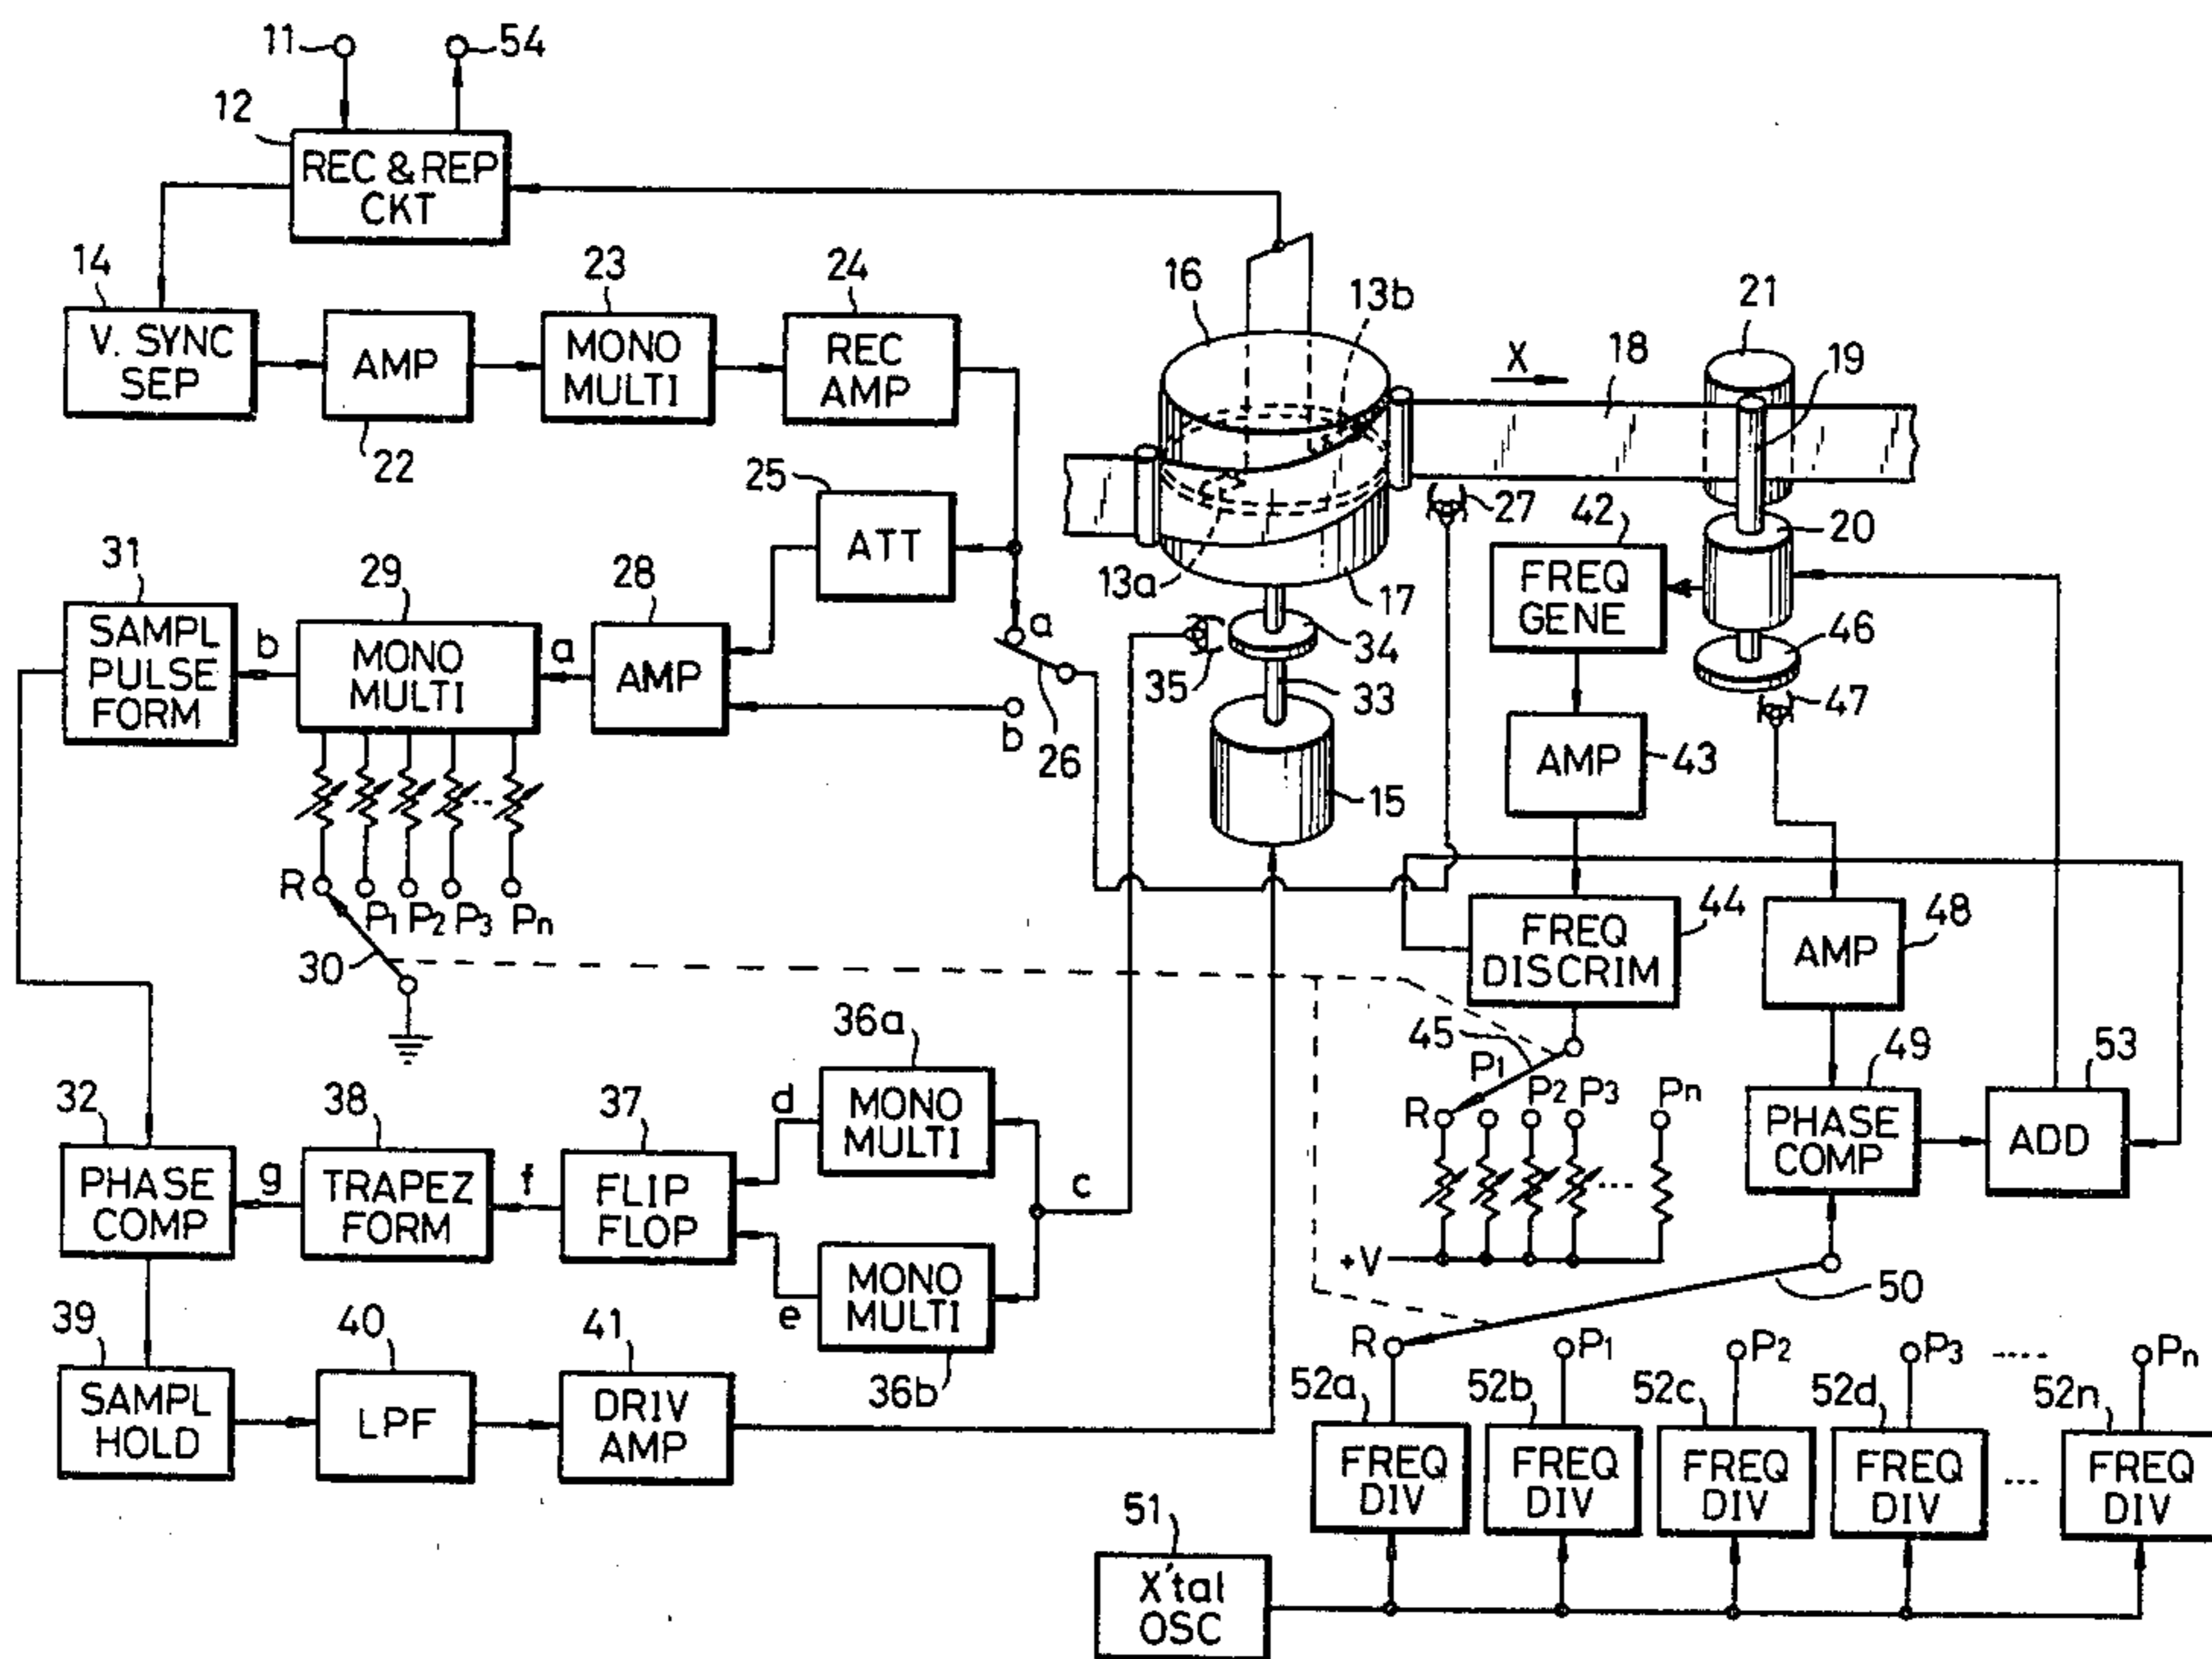 11
54
12
REC & REP
CKT
14
V. SYNC
SEP
AMP
22
23
MONO
MULTI
24
REC
AMP
16
13b
X
18
21
19
25
ATT
27
42
20
31
SAMPL
PULSE
FORM
b
29
MONO
MULTI
a
28
AMP
a
b
26
13a
17
34
35
33
15
FREQ
GENE
46
47
AMP
43
R
P1
P2
P3
Pn
30
FREQ
DISCRIM
44
AMP
48
45
P1
R
P2
P3
Pn
+V
49
PHASE
COMP
53
ADD
50
32
PHASE
COMP
g
38
TRAPEZ
FORM
f
37
FLIP
FLOP
d
e
36a
MONO
MULTI
c
MONO
MULTI
36b
39
SAMPL
HOLD
40
LPF
41
DRIV
AMP
R
P1
P2
P3
----
Pn
52a
52b
52c
52d
52n
FREQ
DIV
FREQ
DIV
FREQ
DIV
FREQ
DIV
---
FREQ
DIV
51
X'tal
OSC